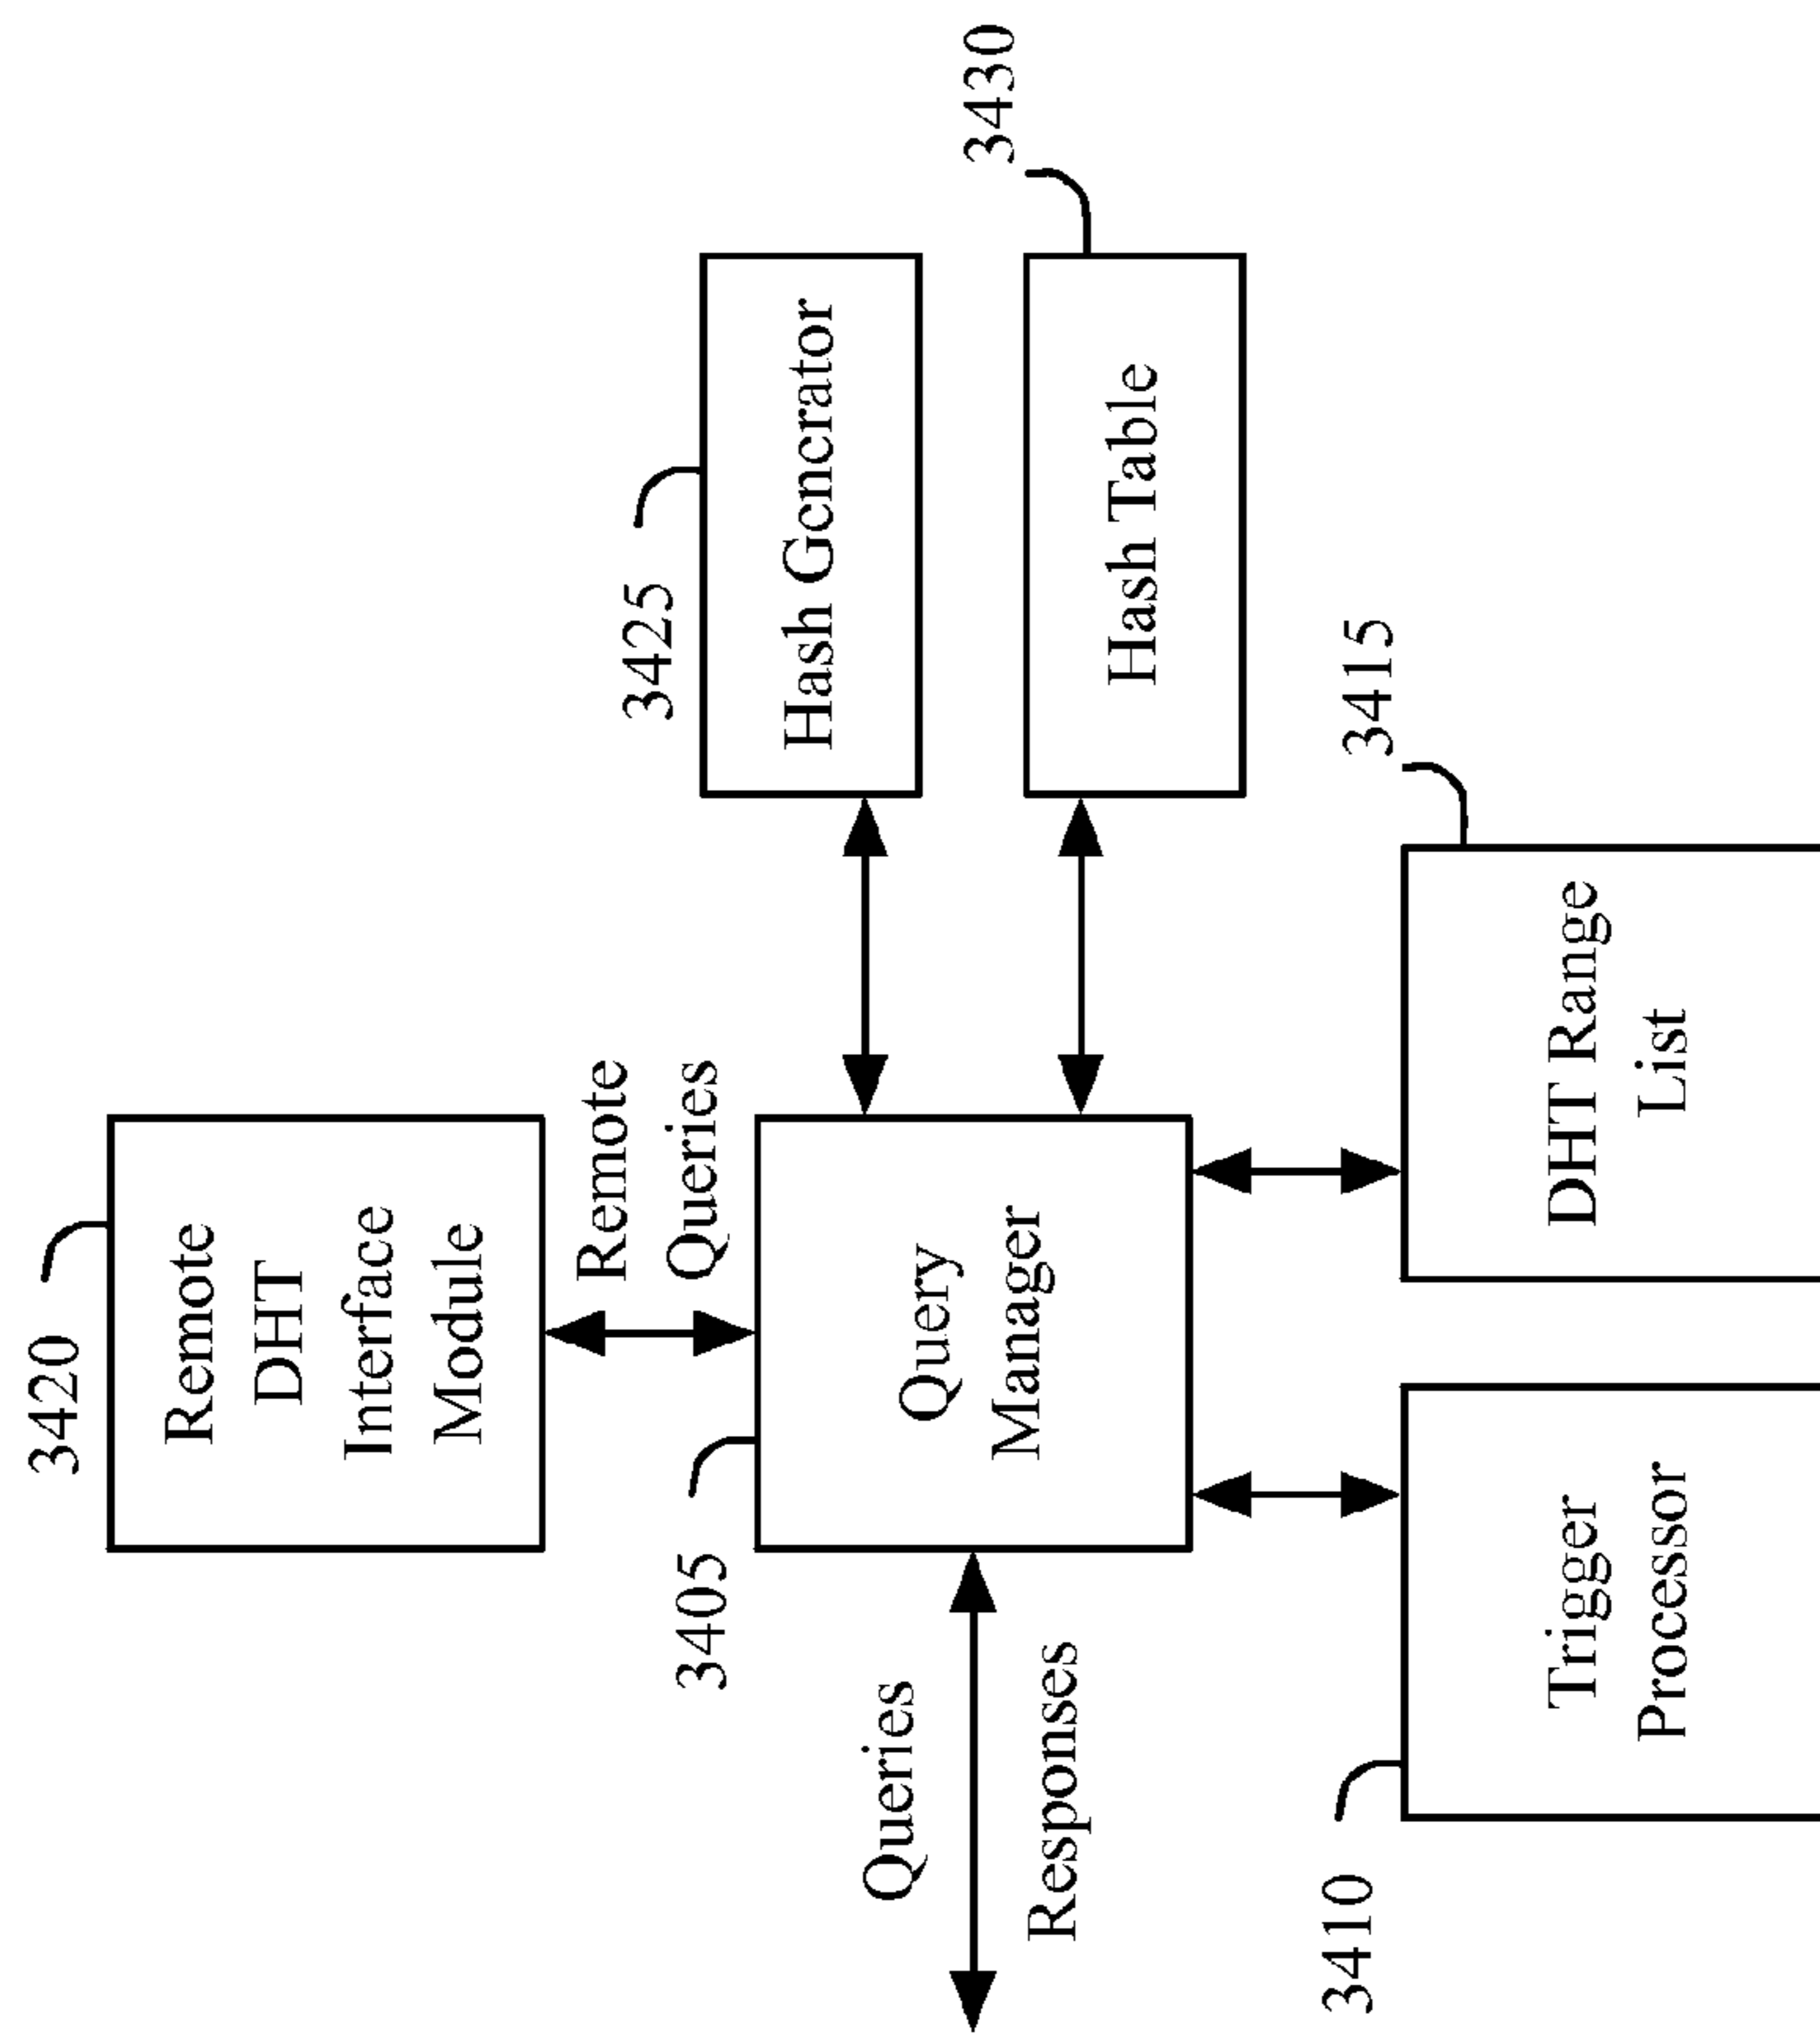 3420
Remote
DHT
Interface
Module
Remote
Queries
3405
3425
Hash Generator
Queries
Query
Manager
Responses
3430
Hash Table
3410
3415
Trigger
Processor
DHT Range
List